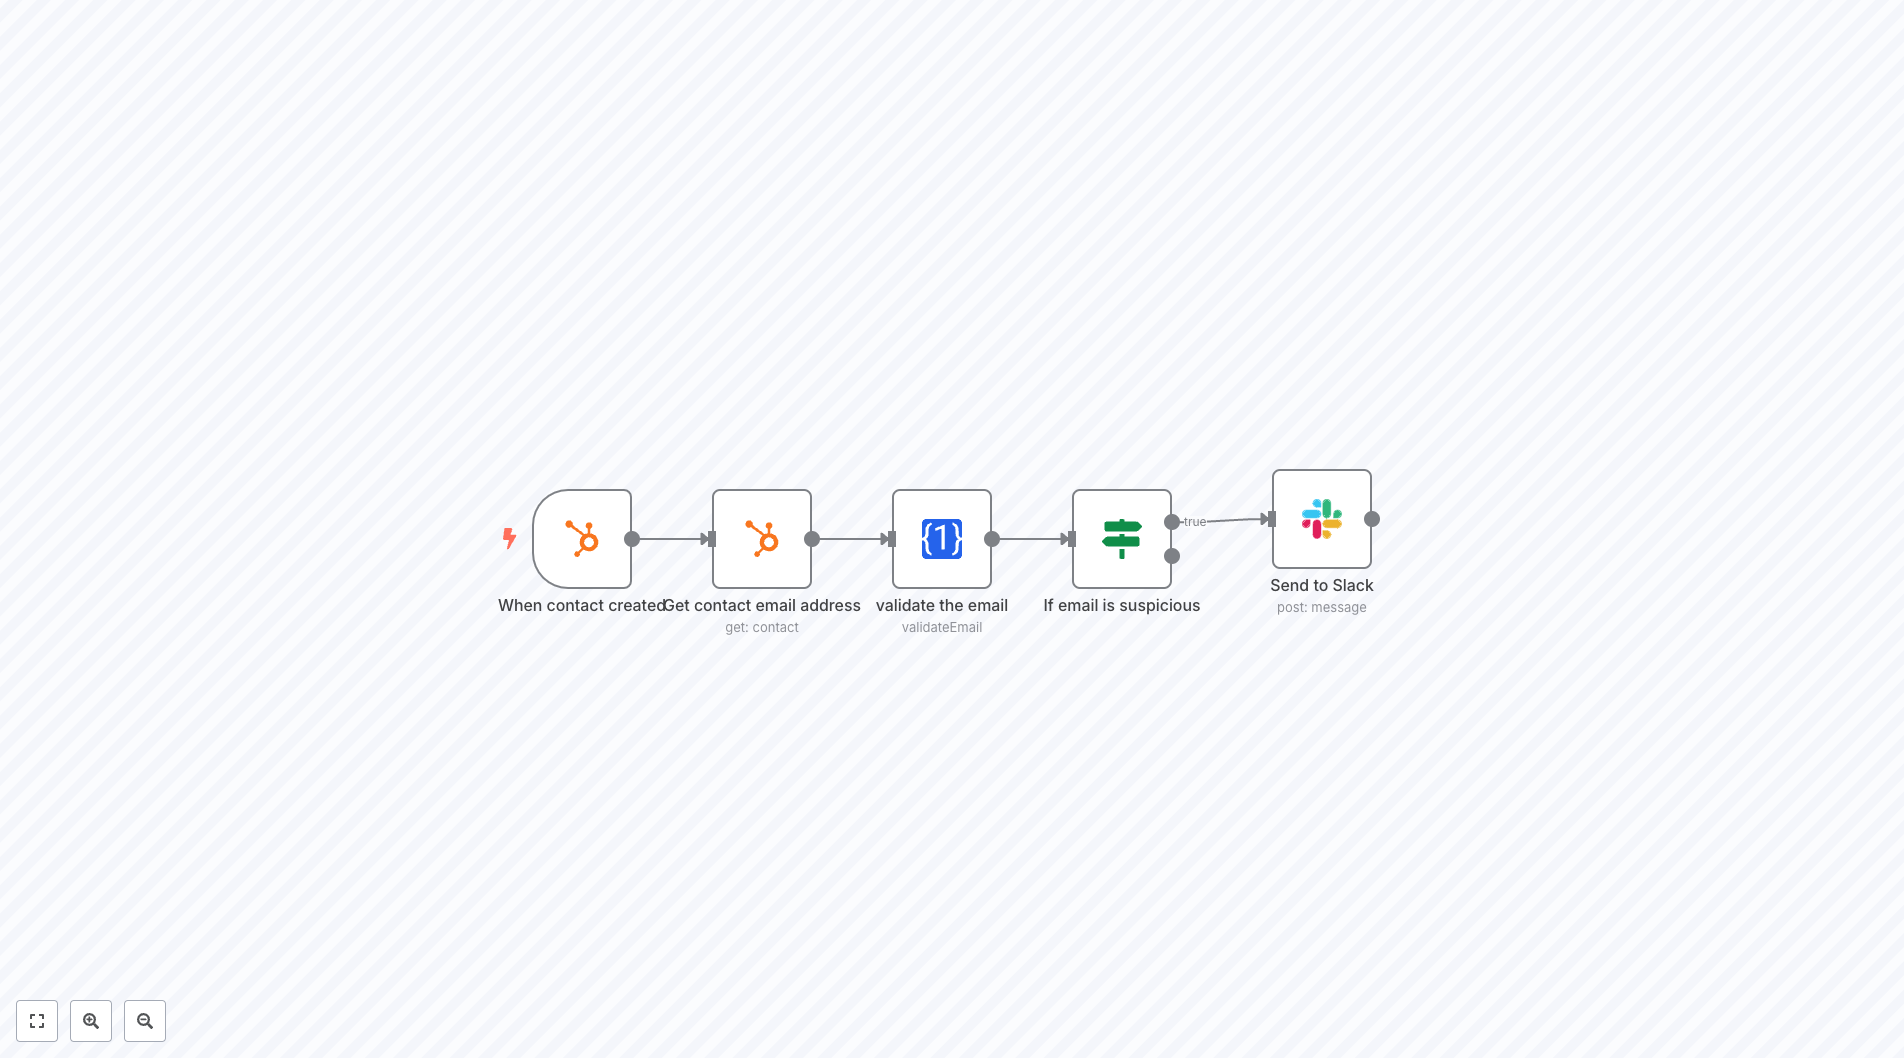 When contact created
Get contact email address
get: contact
validate the email
validateEmail
If email is suspicious
true
Send to Slack
post: message